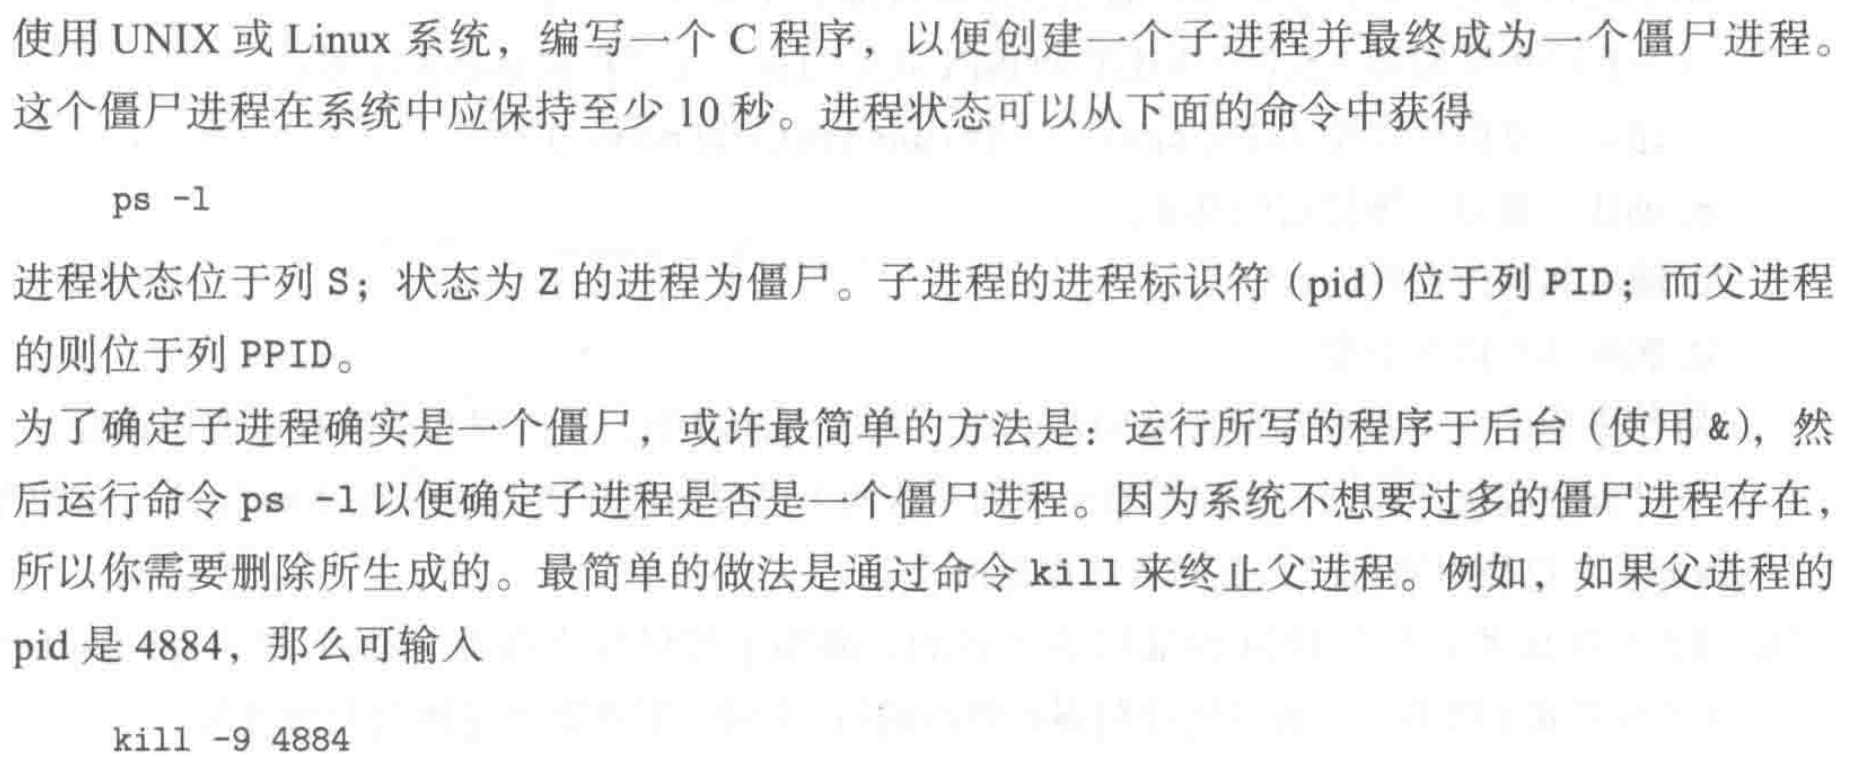 使用 UNIX 或 Linux 系统，编写一个 C 程序，以便创建一个子进程并最终成为一个僵尸进程。
这个僵尸进程在系统中应保持至少 10 秒。进程状态可以从下面的命令中获得
ps -l
进程状态位于列 S；状态为 Z 的进程为僵尸。子进程的进程标识符（pid）位于列 PID；而父进程
的则位于列 PPID。
为了确定子进程确实是一个僵尸，或许最简单的方法是：运行所写的程序于后台（使用 &），然
后运行命令 ps -l 以便确定子进程是否是一个僵尸进程。因为系统不想要过多的僵尸进程存在，
所以你需要删除所生成的。最简单的做法是通过命令 kill 来终止父进程。例如，如果父进程的
pid 是 4884，那么可输入
kill -9 4884